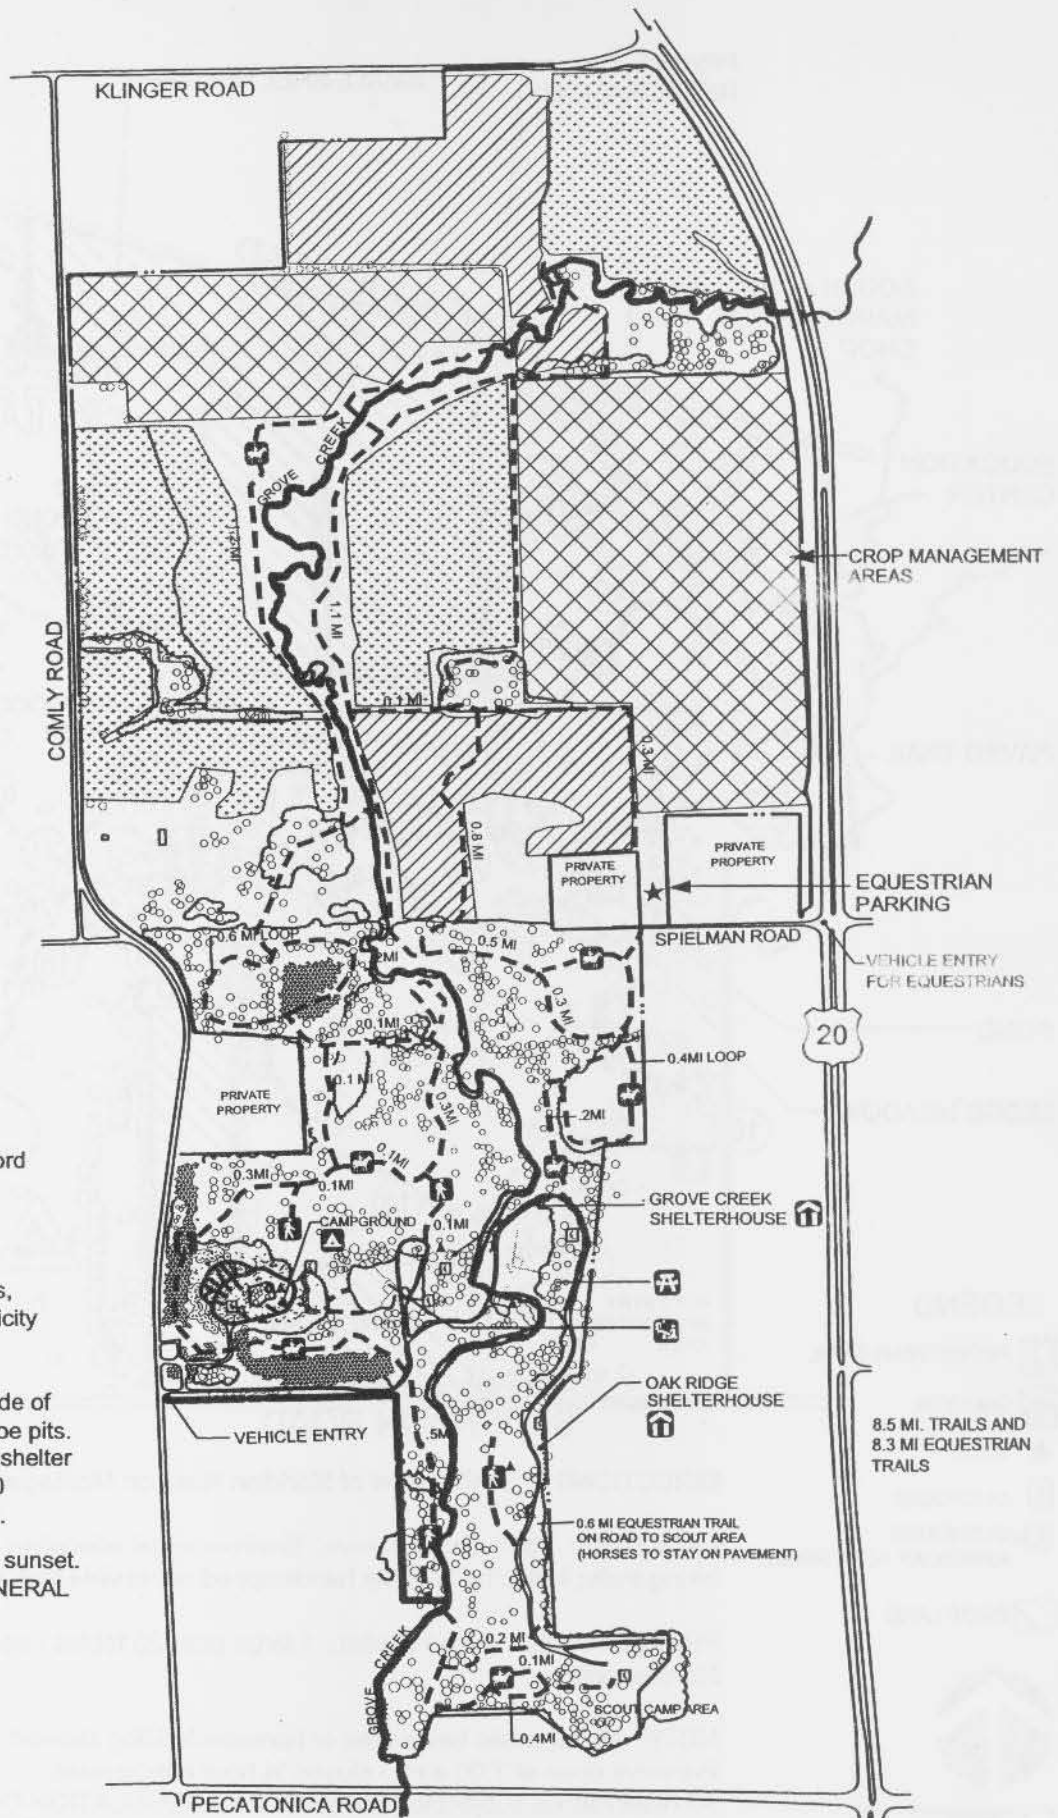 KLINGER ROAD
GROVE CREEK
1.2MI
1.1 MI
CROP MANAGEMENT
AREAS
COMLY ROAD
0.1 MI
0.3MI
0.8 MI
PRIVATE
PROPERTY
PRIVATE
PROPERTY
EQUESTRIAN
PARKING
SPIELMAN ROAD
VEHICLE ENTRY
FOR EQUESTRIANS
20
0.6 MI LOOP
.2MI
0.5 MI
0.3 MI
0.1MI
0.4MI LOOP
0.1 MI
0.3MI
.2MI
PRIVATE
PROPERTY
0.1MI
0.3MI
0.1MI
ord
GROVE CREEK
SHELTERHOUSE
CAMPGROUND
0.1MI
s,
icity
OAK RIDGE
SHELTERHOUSE
de of
pe pits.
shelter
VEHICLE ENTRY
.5MI
8.5 MI. TRAILS AND
8.3 MI EQUESTRIAN
TRAILS
0.6 MI EQUESTRIAN TRAIL
ON ROAD TO SCOUT AREA
(HORSES TO STAY ON PAVEMENT)
sunset.
NERAL
GROVE CREEK
0.2 MI
0.1MI
SCOUT CAMP AREA
0.4MI
PECATONICA ROAD